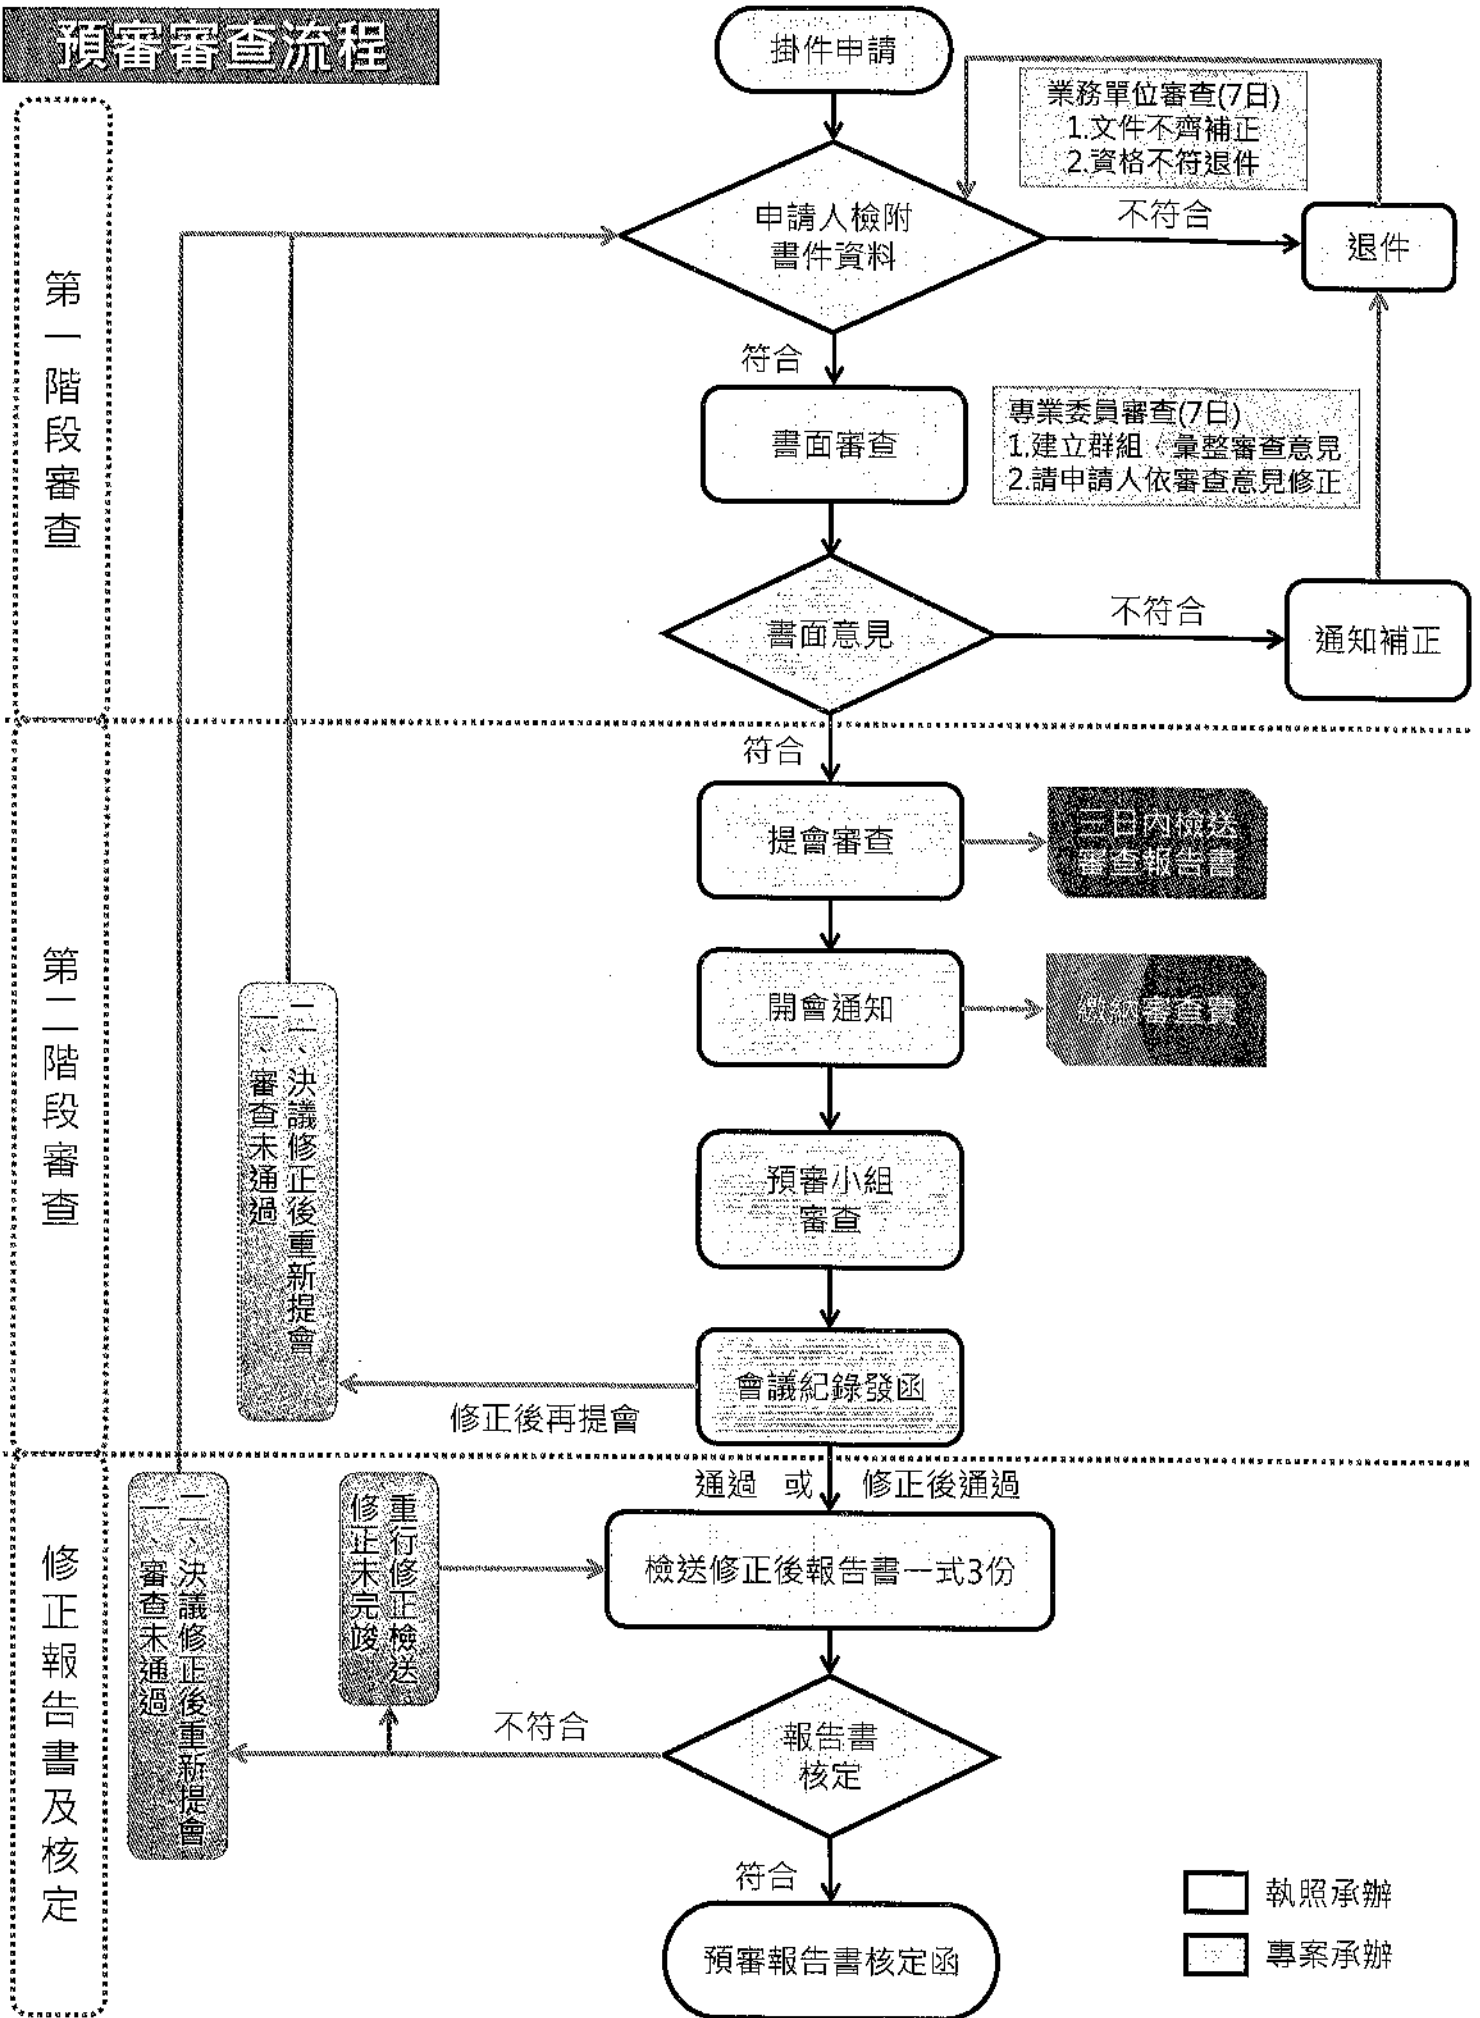 預審審查流程
掛件申請
業務單位審查(7日)
1.文件不齊補正
2.資格不符退件
第一階段審查
申請人檢附
書件資料
不符合
退件
符合
書面審查
專業委員審查(7日)
1.建立群組、彙整審查意見
2.請申請人依審查意見修正
書面意見
不符合
通知補正
第二階段審查
符合
提會審查
三日內檢送
審查報告書
開會通知
繳納審查費
預審小組
審查
二、決議修正後重新提會
一、審查未通過
會議紀錄發函
修正後再提會
修正報告書及核定
通過 或 修正後通過
檢送修正後報告書一式3份
重行修正檢送
修正未完竣
二、決議修正後重新提會
一、審查未通過
不符合
報告書
核定
符合
預審報告書核定函
執照承辦
專案承辦